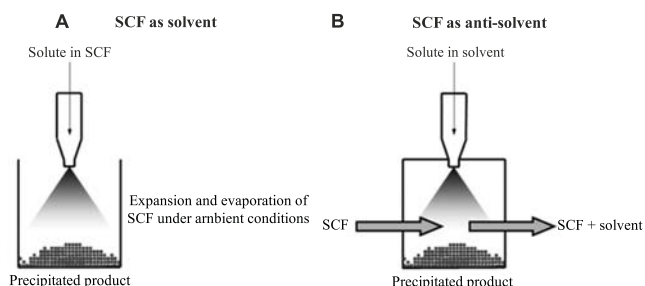 A SCF as solvent
Solute in SCF
Expansion and evaporation of
SCF under arnbient conditions
Precipitated product
B SCF as anti-solvent
Solute in solvent
SCF
SCF + solvent
Precipitated product